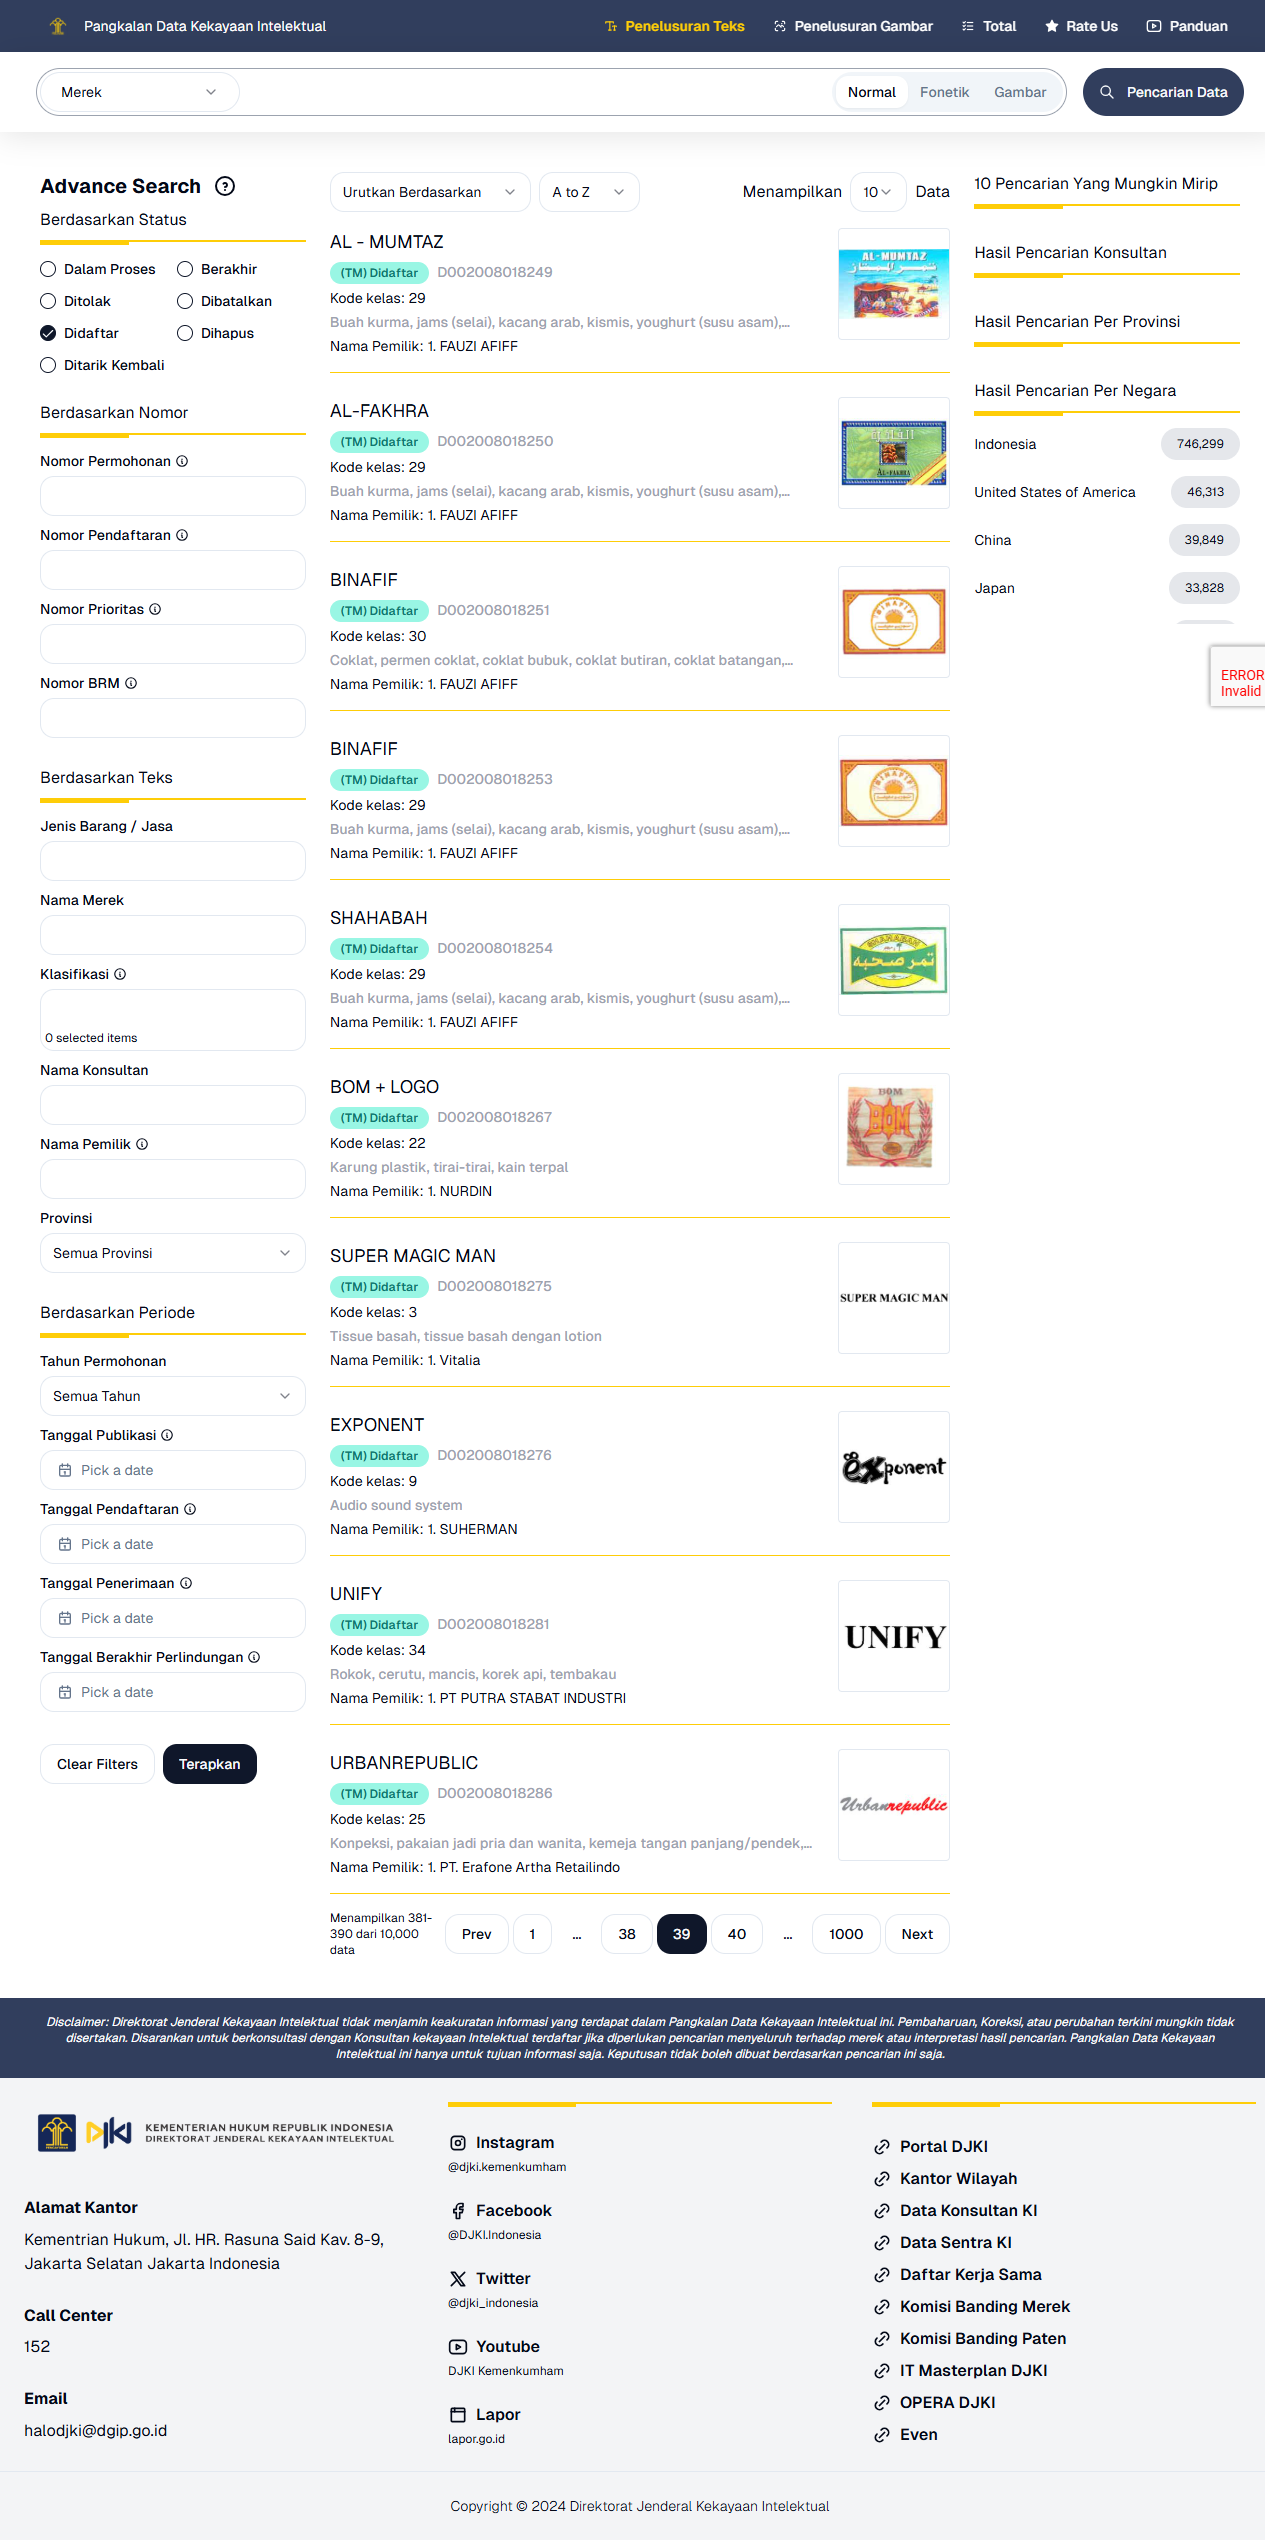 Pangkalan Data Kekayaan Intelektual
Penelusuran Teks
Penelusuran Gambar
Total
Rate Us
Panduan
Merek
Normal
Fonetik
Gambar
Pencarian Data
Advance Search
Berdasarkan Status
Dalam Proses
Berakhir
Ditolak
Dibatalkan
Didaftar
Dihapus
Ditarik Kembali
Berdasarkan Nomor
Nomor Permohonan
Nomor Pendaftaran
Nomor Prioritas
Nomor BRM
Berdasarkan Teks
Jenis Barang / Jasa
Nama Merek
Klasifikasi
0 selected items
Nama Konsultan
Nama Pemilik
Provinsi
Semua Provinsi
Berdasarkan Periode
Tahun Permohonan
Semua Tahun
Tanggal Publikasi
Pick a date
Tanggal Pendaftaran
Pick a date
Tanggal Penerimaan
Pick a date
Tanggal Berakhir Perlindungan
Pick a date
Clear Filters
Terapkan
Urutkan Berdasarkan
A to Z
Menampilkan 10 Data
AL - MUMTAZ
(TM) Didaftar D002008018249
Kode kelas: 29
Buah kurma, jams (selai), kacang arab, kismis, youghurt (susu asam),...
Nama Pemilik: 1. FAUZI AFIFF
AL-MUMTAZ
AL-FAKHRA
(TM) Didaftar D002008018250
Kode kelas: 29
Buah kurma, jams (selai), kacang arab, kismis, youghurt (susu asam),...
Nama Pemilik: 1. FAUZI AFIFF
AL-FAKHRA
BINAFIF
(TM) Didaftar D002008018251
Kode kelas: 30
Coklat, permen coklat, coklat bubuk, coklat butiran, coklat batangan,...
Nama Pemilik: 1. FAUZI AFIFF
BINAFIF
BINAFIF
(TM) Didaftar D002008018253
Kode kelas: 29
Buah kurma, jams (selai), kacang arab, kismis, youghurt (susu asam),...
Nama Pemilik: 1. FAUZI AFIFF
BINAFIF
SHAHABAH
(TM) Didaftar D002008018254
Kode kelas: 29
Buah kurma, jams (selai), kacang arab, kismis, youghurt (susu asam),...
Nama Pemilik: 1. FAUZI AFIFF
SHAHABAH
تمر صحبه
BOM + LOGO
(TM) Didaftar D002008018267
Kode kelas: 22
Karung plastik, tirai-tirai, kain terpal
Nama Pemilik: 1. NURDIN
BOM
BOM
SUPER MAGIC MAN
(TM) Didaftar D002008018275
Kode kelas: 3
Tissue basah, tissue basah dengan lotion
Nama Pemilik: 1. Vitalia
SUPER MAGIC MAN
EXPONENT
(TM) Didaftar D002008018276
Kode kelas: 9
Audio sound system
Nama Pemilik: 1. SUHERMAN
exponent
UNIFY
(TM) Didaftar D002008018281
Kode kelas: 34
Rokok, cerutu, mancis, korek api, tembakau
Nama Pemilik: 1. PT PUTRA STABAT INDUSTRI
UNIFY
URBANREPUBLIC
(TM) Didaftar D002008018286
Kode kelas: 25
Konpeksi, pakaian jadi pria dan wanita, kemeja tangan panjang/pendek,...
Nama Pemilik: 1. PT. Erafone Artha Retailindo
Urbanrepublic
Menampilkan 381-
390 dari 10,000
data
Prev 1 ... 38 39 40 ... 1000 Next
10 Pencarian Yang Mungkin Mirip
Hasil Pencarian Konsultan
Hasil Pencarian Per Provinsi
Hasil Pencarian Per Negara
Indonesia 746,299
United States of America 46,313
China 39,849
Japan 33,828
ERROR
Invalid
Disclaimer: Direktorat Jenderal Kekayaan Intelektual tidak menjamin keakuratan informasi yang terdapat dalam Pangkalan Data Kekayaan Intelektual ini. Pembaharuan, Koreksi, atau perubahan terkini mungkin tidak
disertakan. Disarankan untuk berkonsultasi dengan Konsultan kekayaan Intelektual terdaftar jika diperlukan pencarian menyeluruh terhadap merek atau interpretasi hasil pencarian. Pangkalan Data Kekayaan
Intelektual ini hanya untuk tujuan informasi saja. Keputusan tidak boleh dibuat berdasarkan pencarian ini saja.
djki
KEMENTERIAN HUKUM REPUBLIK INDONESIA
DIREKTORAT JENDERAL KEKAYAAN INTELEKTUAL
Alamat Kantor
Kementrian Hukum, Jl. HR. Rasuna Said Kav. 8-9,
Jakarta Selatan Jakarta Indonesia
Call Center
152
Email
halodjki@dgip.go.id
Instagram
@djki.kemenkumham
Facebook
@DJKI.Indonesia
Twitter
@djki_indonesia
Youtube
DJKI Kemenkumham
Lapor
lapor.go.id
Portal DJKI
Kantor Wilayah
Data Konsultan KI
Data Sentra KI
Daftar Kerja Sama
Komisi Banding Merek
Komisi Banding Paten
IT Masterplan DJKI
OPERA DJKI
Even
Copyright © 2024 Direktorat Jenderal Kekayaan Intelektual